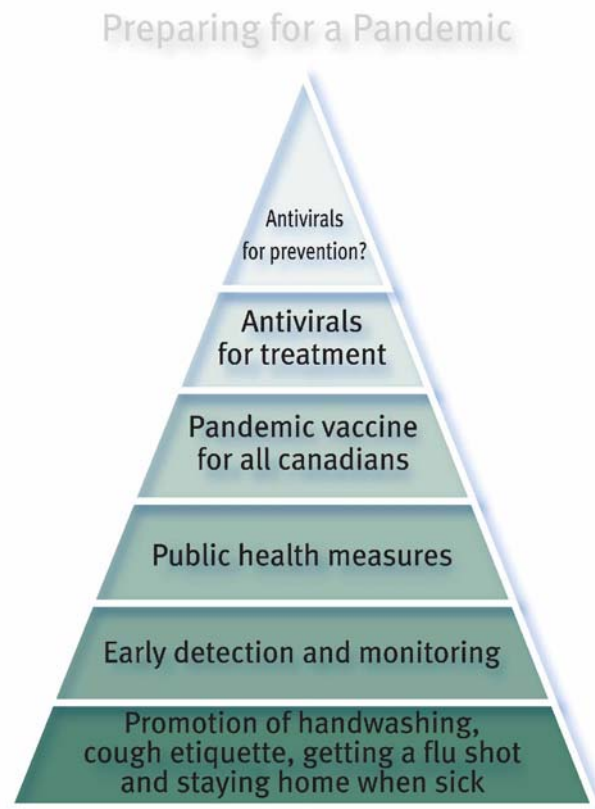 Preparing for a Pandemic
Antivirals
for prevention?
Antivirals
for treatment
Pandemic vaccine
for all canadians
Public health measures
Early detection and monitoring
Promotion of handwashing,
cough etiquette, getting a flu shot
and staying home when sick